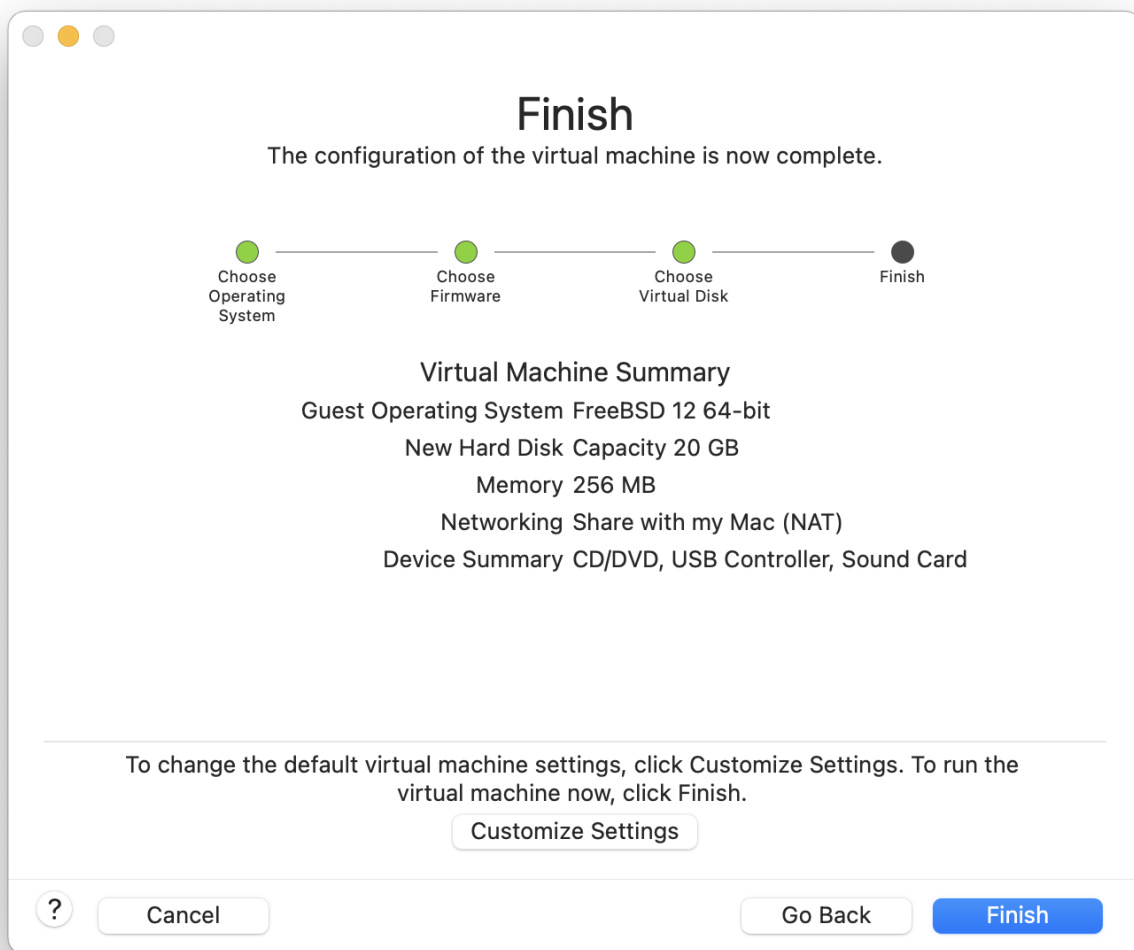 Finish
The configuration of the virtual machine is now complete.
Choose
Operating
System
Choose
Firmware
Choose
Virtual Disk
Finish
Virtual Machine Summary
Guest Operating System FreeBSD 12 64-bit
New Hard Disk Capacity 20 GB
Memory 256 MB
Networking Share with my Mac (NAT)
Device Summary CD/DVD, USB Controller, Sound Card
To change the default virtual machine settings, click Customize Settings. To run the
virtual machine now, click Finish.
Customize Settings
? Cancel Go Back Finish